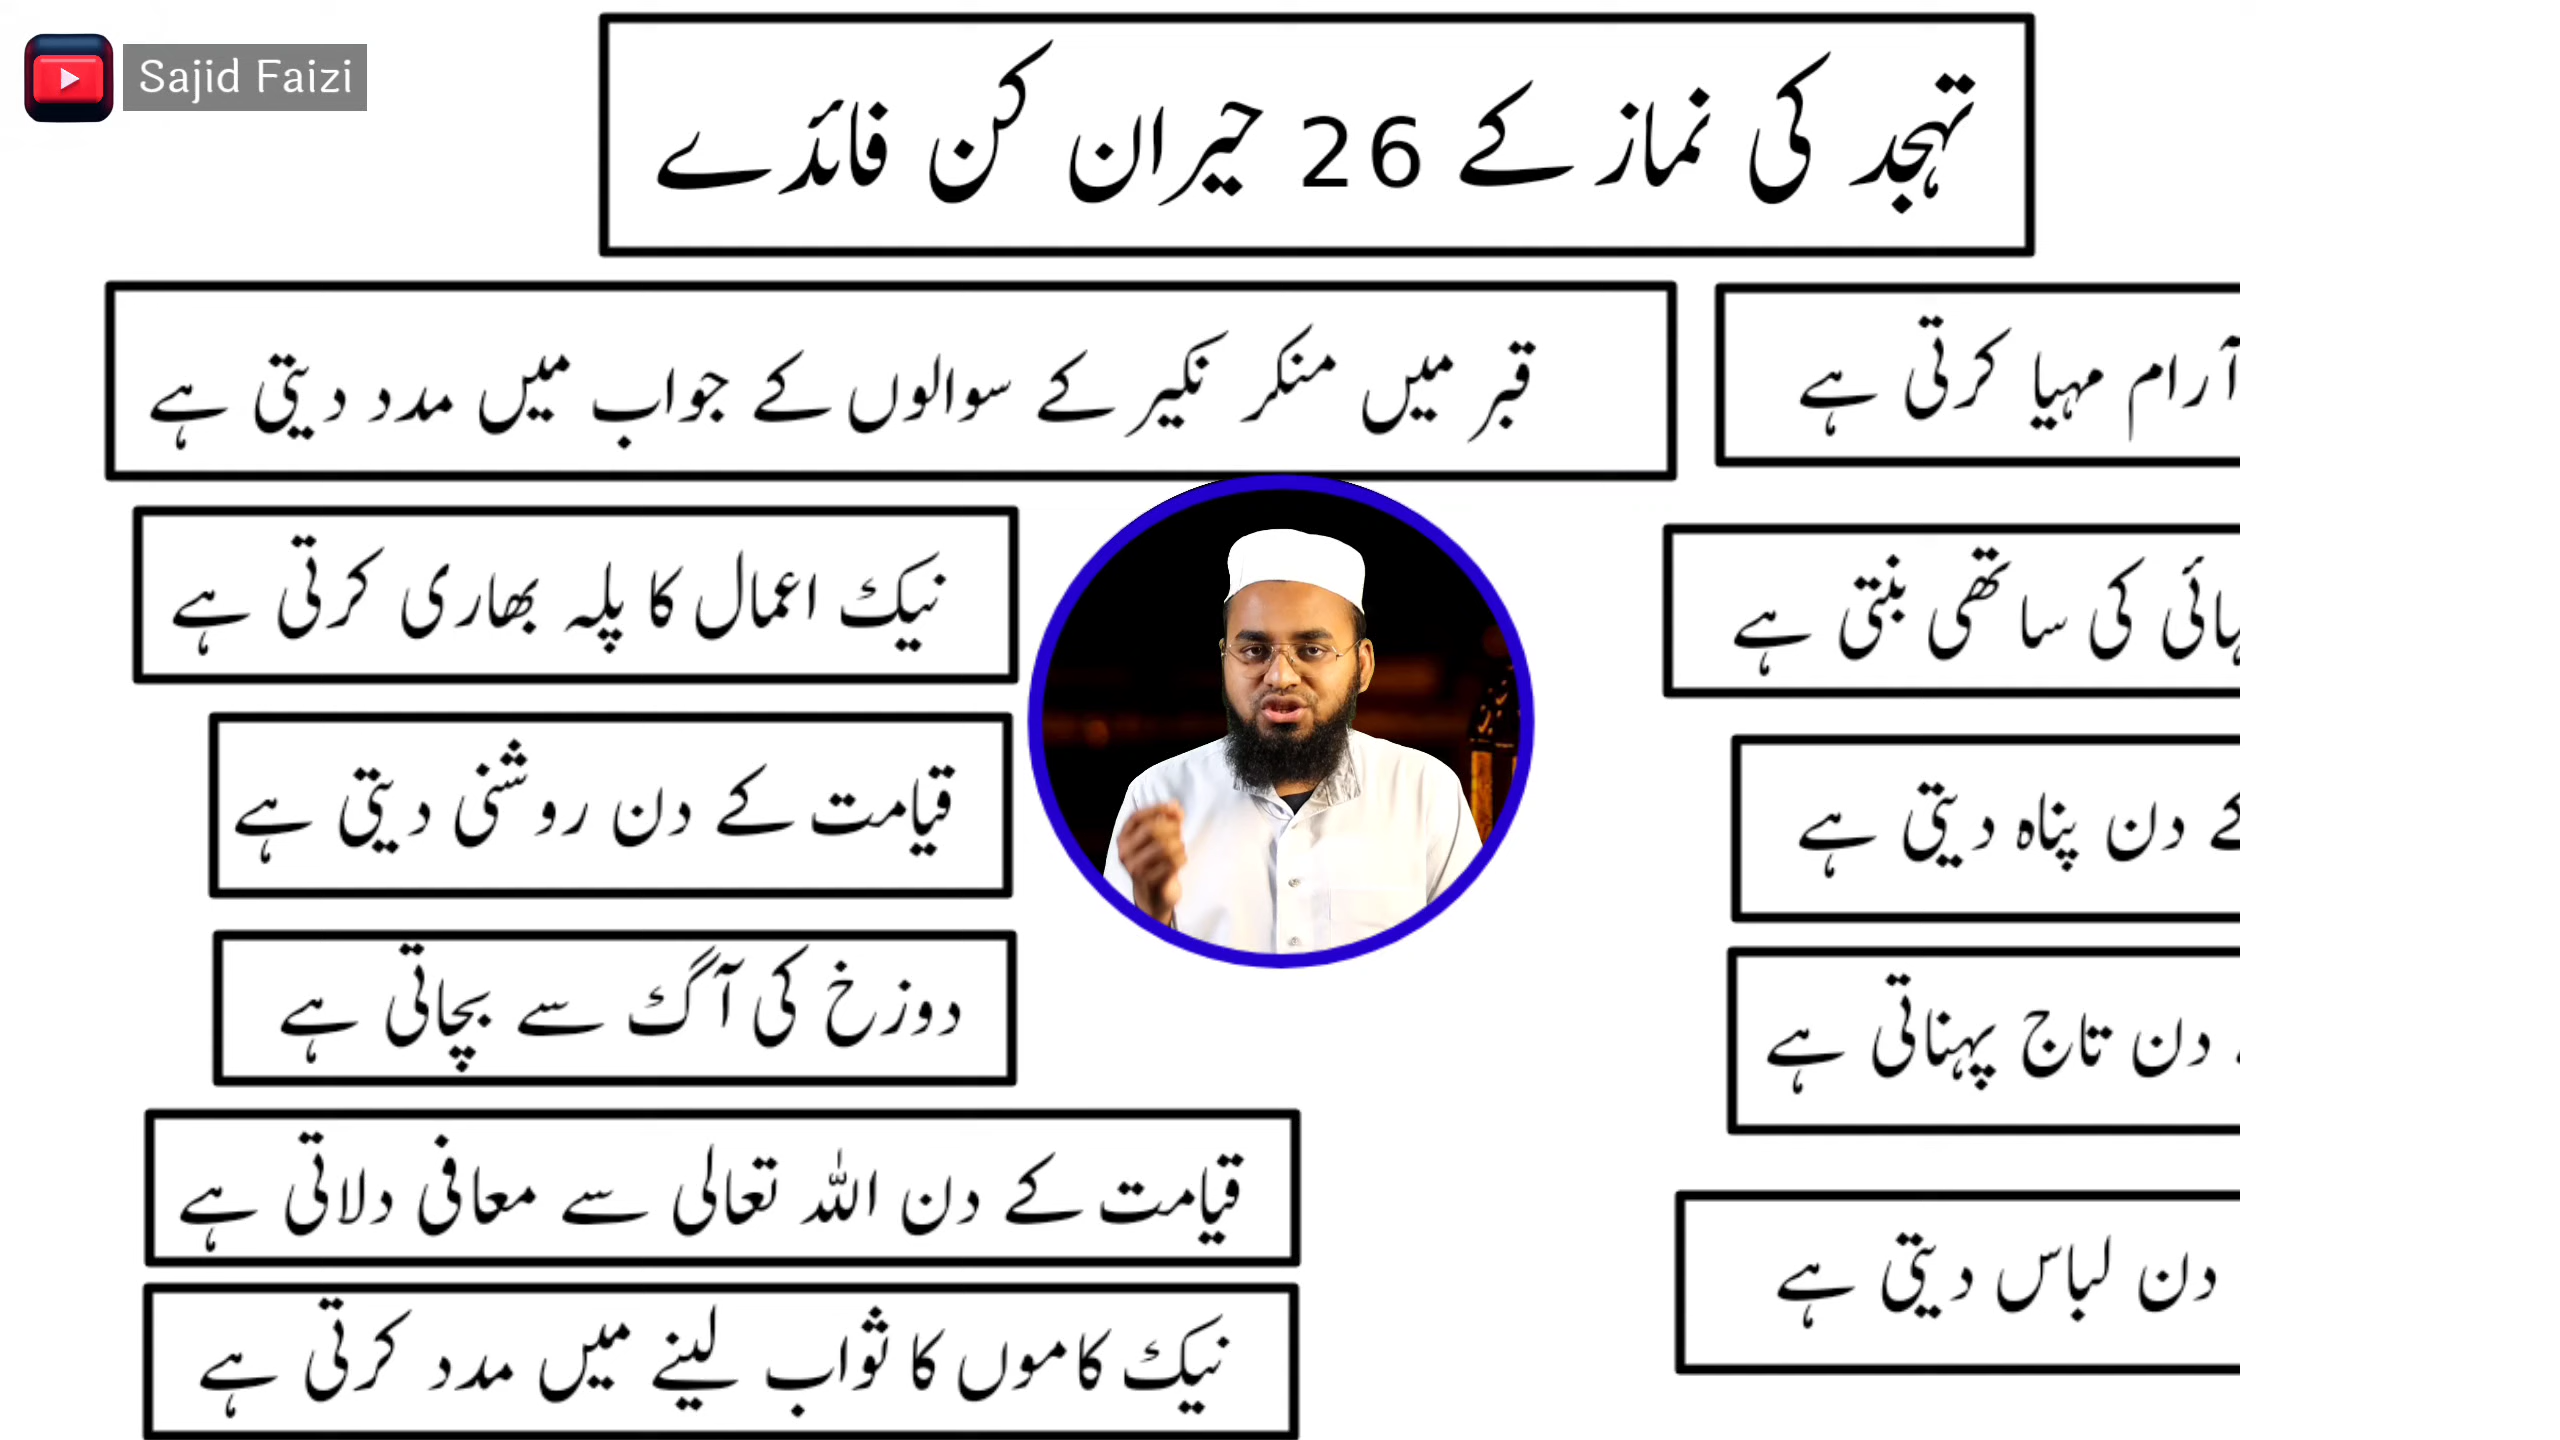 Sajid Faizi
تہجد کی نماز کے 26 حیران کن فائدے
آرام مہیا کرتی ہے
قبر میں منکر نکیر کے سوالوں کے جواب میں مدد دیتی ہے
کی ساتھی بنتی ہے
نیک اعمال کا پلہ بھاری کرتی ہے
کے دن پناہ دیتی ہے
قیامت کے دن روشنی دیتی ہے
دن تاج پہناتی ہے
دوزخ کی آگ سے بچاتی ہے
دن لباس دیتی ہے
قیامت کے دن اللہ تعالی سے معافی دلاتی ہے
نیک کاموں کا ثواب لینے میں مدد کرتی ہے